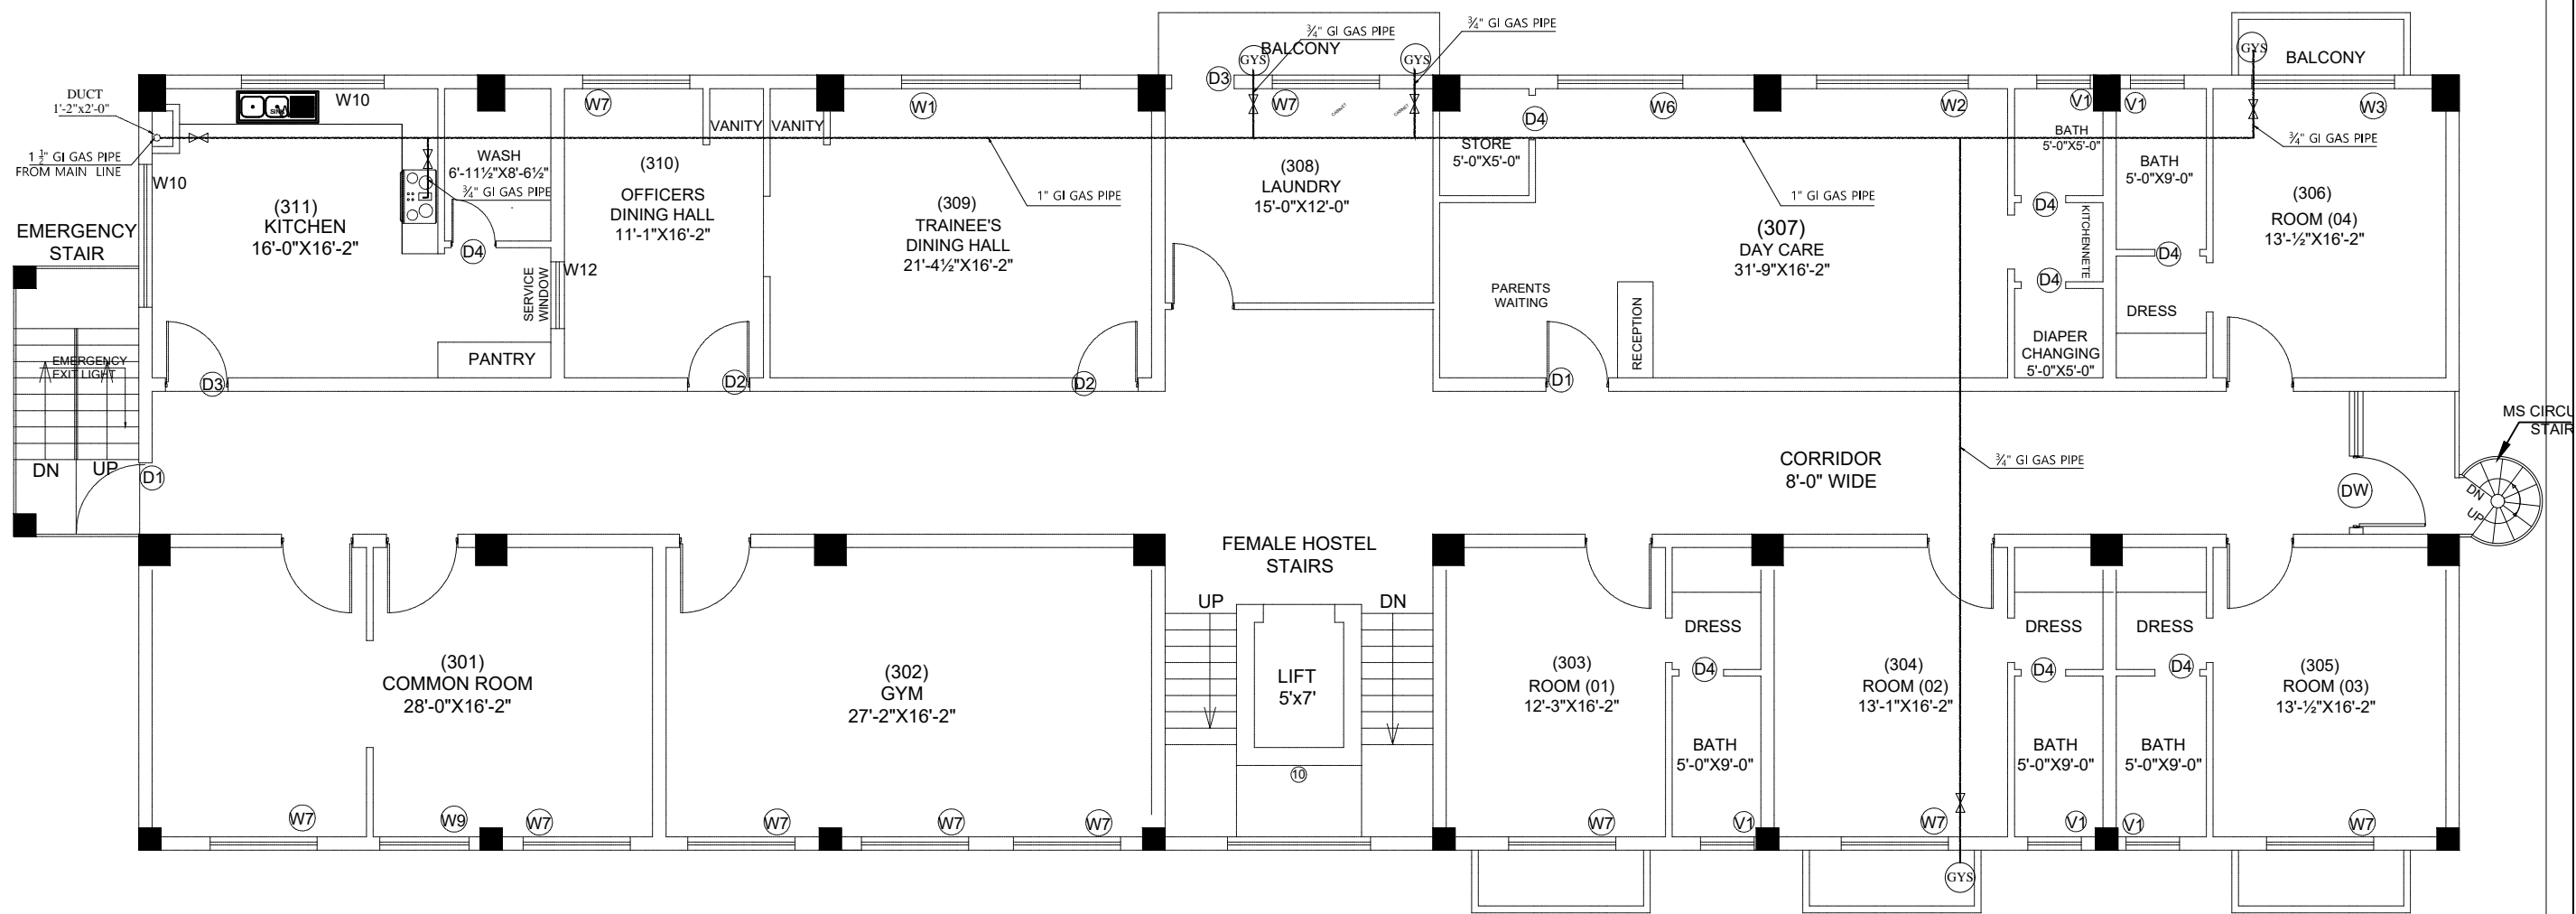 ¾" GI GAS PIPE
¾" GI GAS PIPE
GYS
BALCONY
GYS
GYS
BALCONY
DUCT
1'-2"x2'-0"
W10
W7
W1
D3
W7
CABINET
CABINET
W6
W2
V1
V1
W3
SINK
VANITY
VANITY
D4
1 ½" GI GAS PIPE
FROM MAIN LINE
W10
WASH
6'-11½"X8'-6½"
¾" GI GAS PIPE
(310)
OFFICERS
DINING HALL
11'-1"X16'-2"
(309)
TRAINEE'S
DINING HALL
21'-4½"X16'-2"
1" GI GAS PIPE
(308)
LAUNDRY
15'-0"X12'-0"
STORE
5'-0"X5'-0"
1" GI GAS PIPE
(307)
DAY CARE
31'-9"X16'-2"
BATH
5'-0"X5'-0"
BATH
5'-0"X9'-0"
¾" GI GAS PIPE
(306)
ROOM (04)
13'-½"X16'-2"
D4
KITCHENNETE
D4
D4
(311)
KITCHEN
16'-0"X16'-2"
EMERGENCY
STAIR
D4
W12
SERVICE
WINDOW
PARENTS
WAITING
RECEPTION
DRESS
DIAPER
CHANGING
5'-0"X5'-0"
EMERGENCY
EXIT LIGHT
PANTRY
D3
D2
D2
D1
MS CIRCU
STAIR
DN
UP
D1
CORRIDOR
8'-0" WIDE
¾" GI GAS PIPE
DW
DN
UP
FEMALE HOSTEL
STAIRS
UP
DN
LIFT
5'x7'
10
(301)
COMMON ROOM
28'-0"X16'-2"
(302)
GYM
27'-2"X16'-2"
(303)
ROOM (01)
12'-3"X16'-2"
DRESS
D4
BATH
5'-0"X9'-0"
(304)
ROOM (02)
13'-1"X16'-2"
DRESS
D4
BATH
5'-0"X9'-0"
DRESS
D4
BATH
5'-0"X9'-0"
(305)
ROOM (03)
13'-½"X16'-2"
W7
W9
W7
W7
W7
W7
W7
V1
W7
V1
V1
W7
GYS